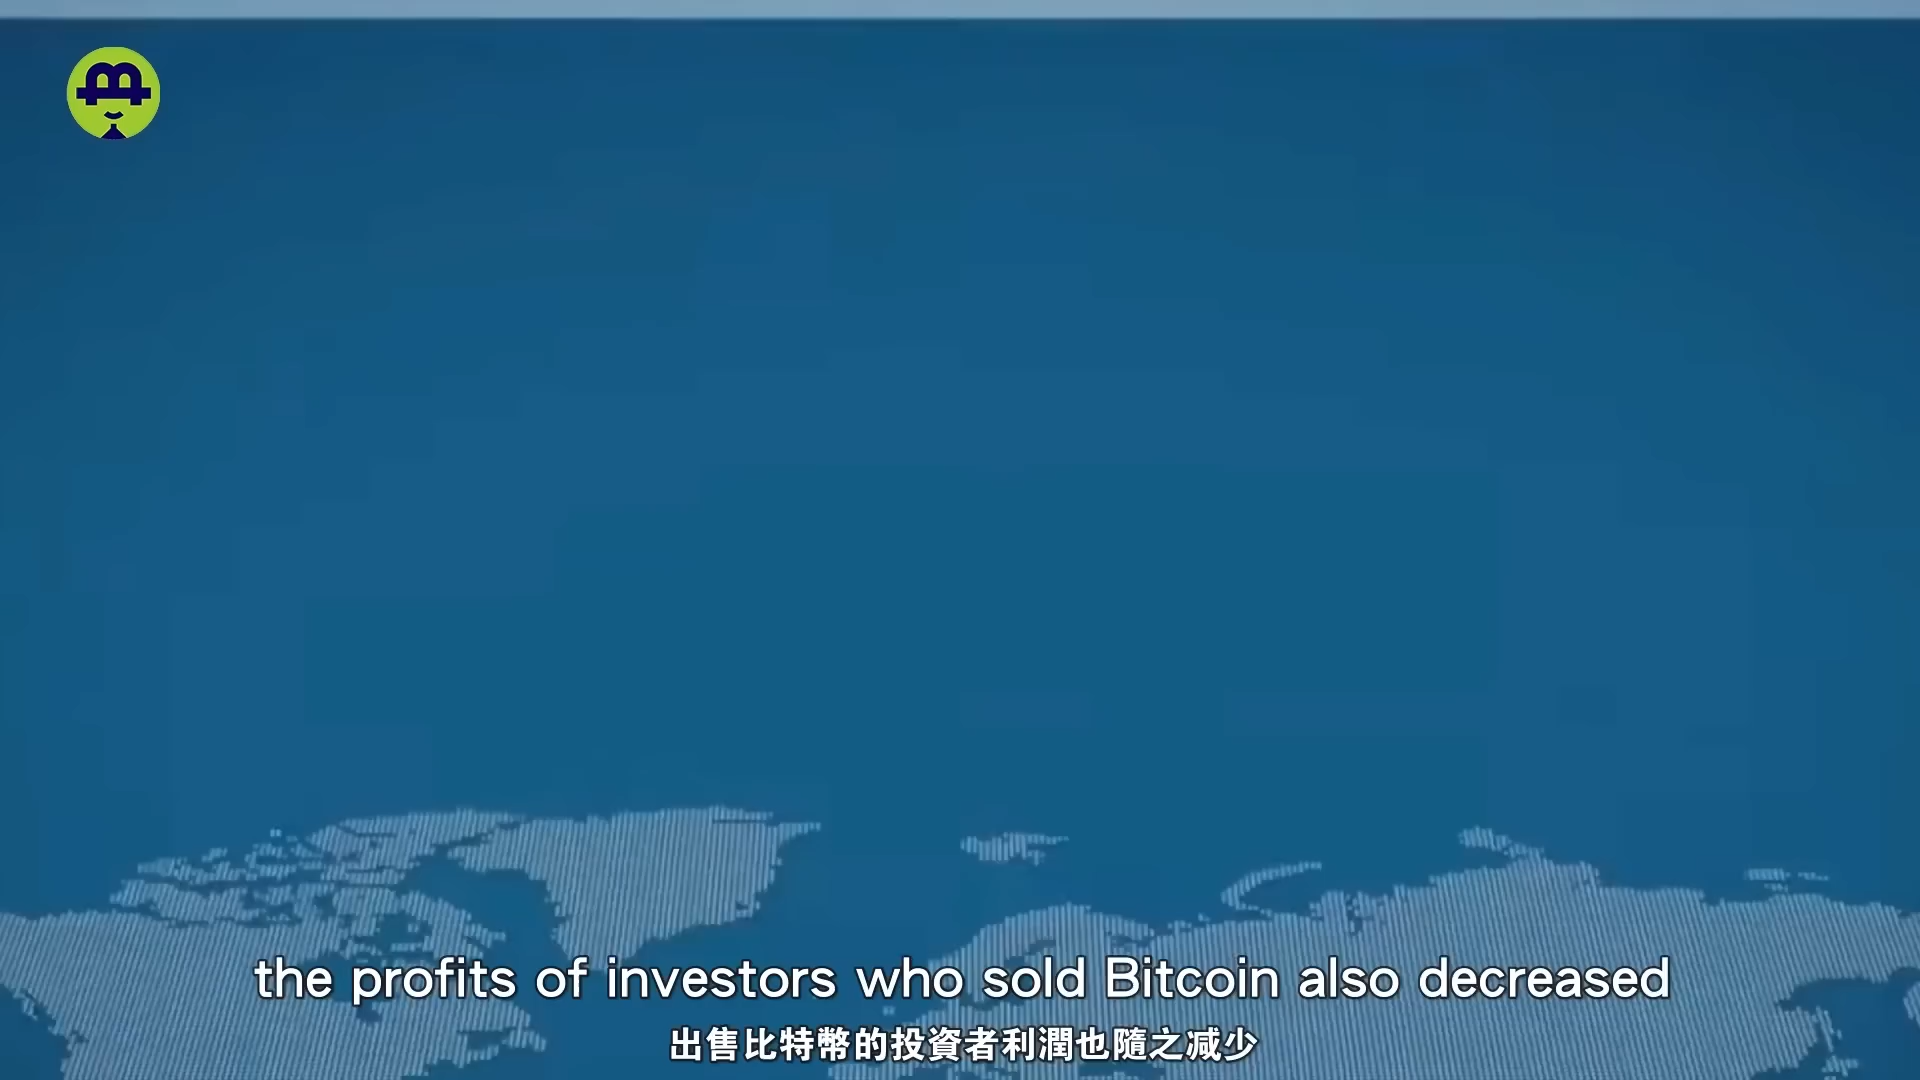 the profits of investors who sold Bitcoin also decreased
出售比特幣的投資者利潤也隨之减少